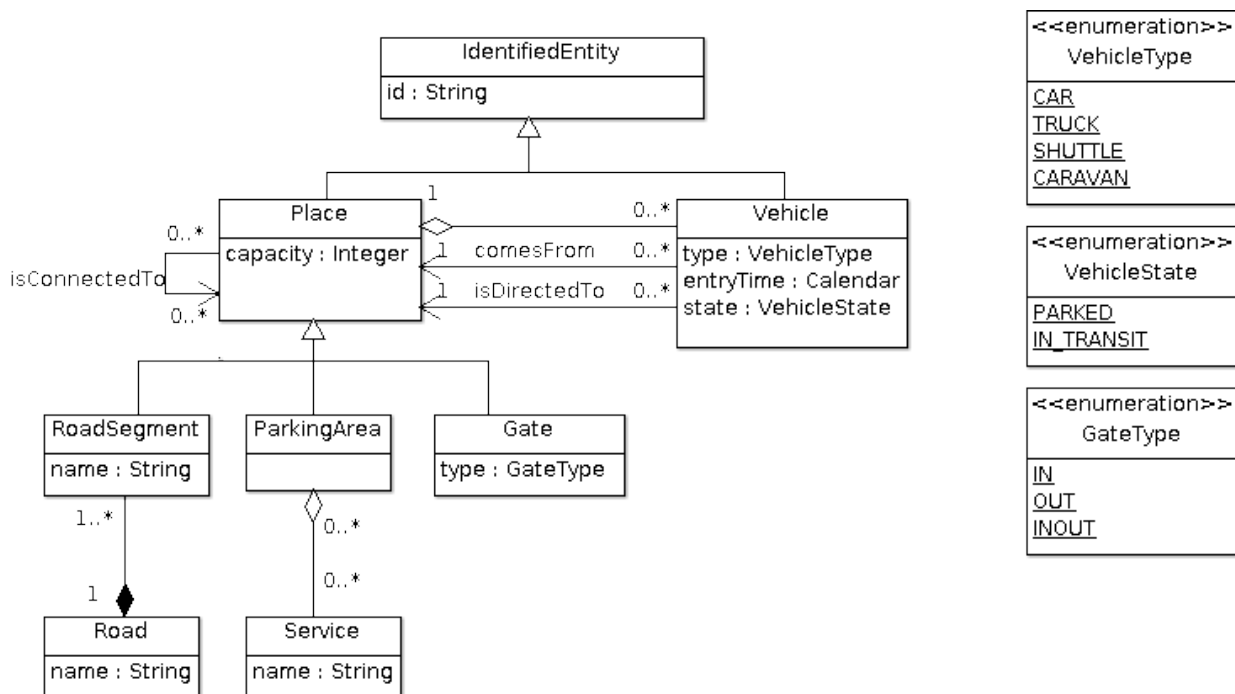 IdentifiedEntity
id : String
Place
capacity : Integer
Vehicle
type : VehicleType
entryTime : Calendar
state : VehicleState
1
0..*
1
comesFrom
0..*
1
isDirectedTo
0..*
0..*
isConnectedTo
0..*
RoadSegment
name : String
ParkingArea
Gate
type : GateType
1..*
1
0..*
0..*
Road
name : String
Service
name : String
<<enumeration>>
VehicleType
CAR
TRUCK
SHUTTLE
CARAVAN
<<enumeration>>
VehicleState
PARKED
IN_TRANSIT
<<enumeration>>
GateType
IN
OUT
INOUT